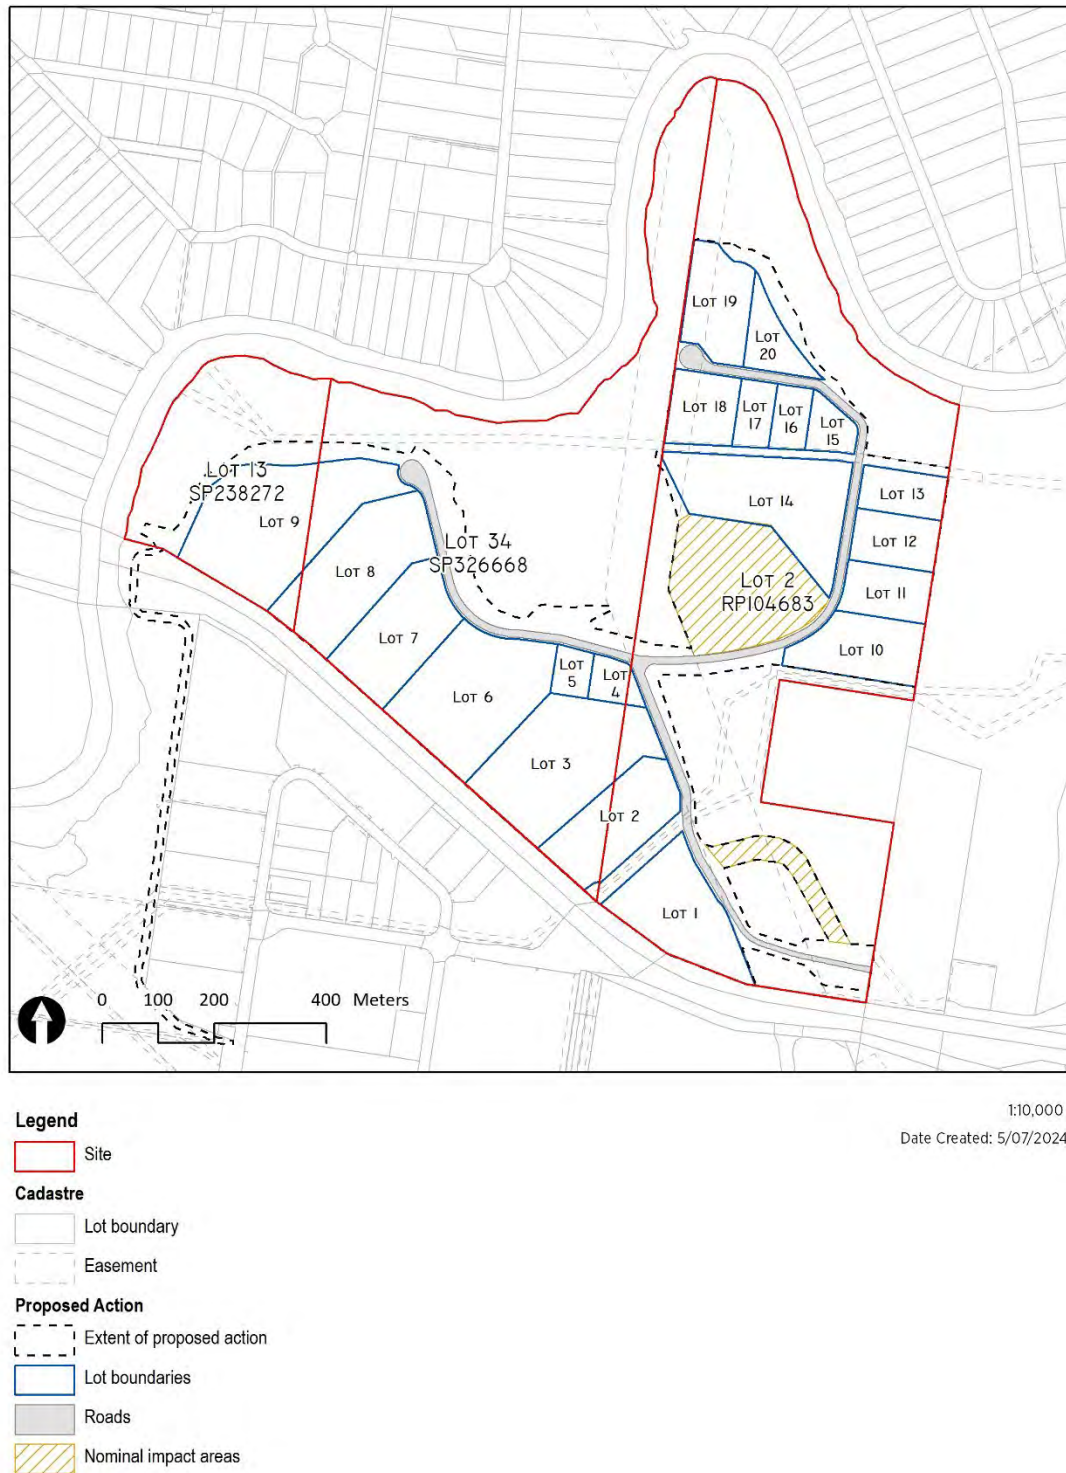 Lot 19
Lot
20
Lot 18
Lot
17
Lot
16
Lot
15
Lot 13
SP238272
Lot 9
Lot 14
Lot 13
Lot 8
Lot 34
SP326668
Lot 12
Lot 2
RP104683
Lot 11
Lot 7
Lot 10
Lot
5
Lot
4
Lot 6
Lot 3
Lot 2
Lot 1
0 100 200 400 Meters
1:10,000
Date Created: 5/07/2024
Legend
Site
Cadastre
Lot boundary
Easement
Proposed Action
Extent of proposed action
Lot boundaries
Roads
Nominal impact areas